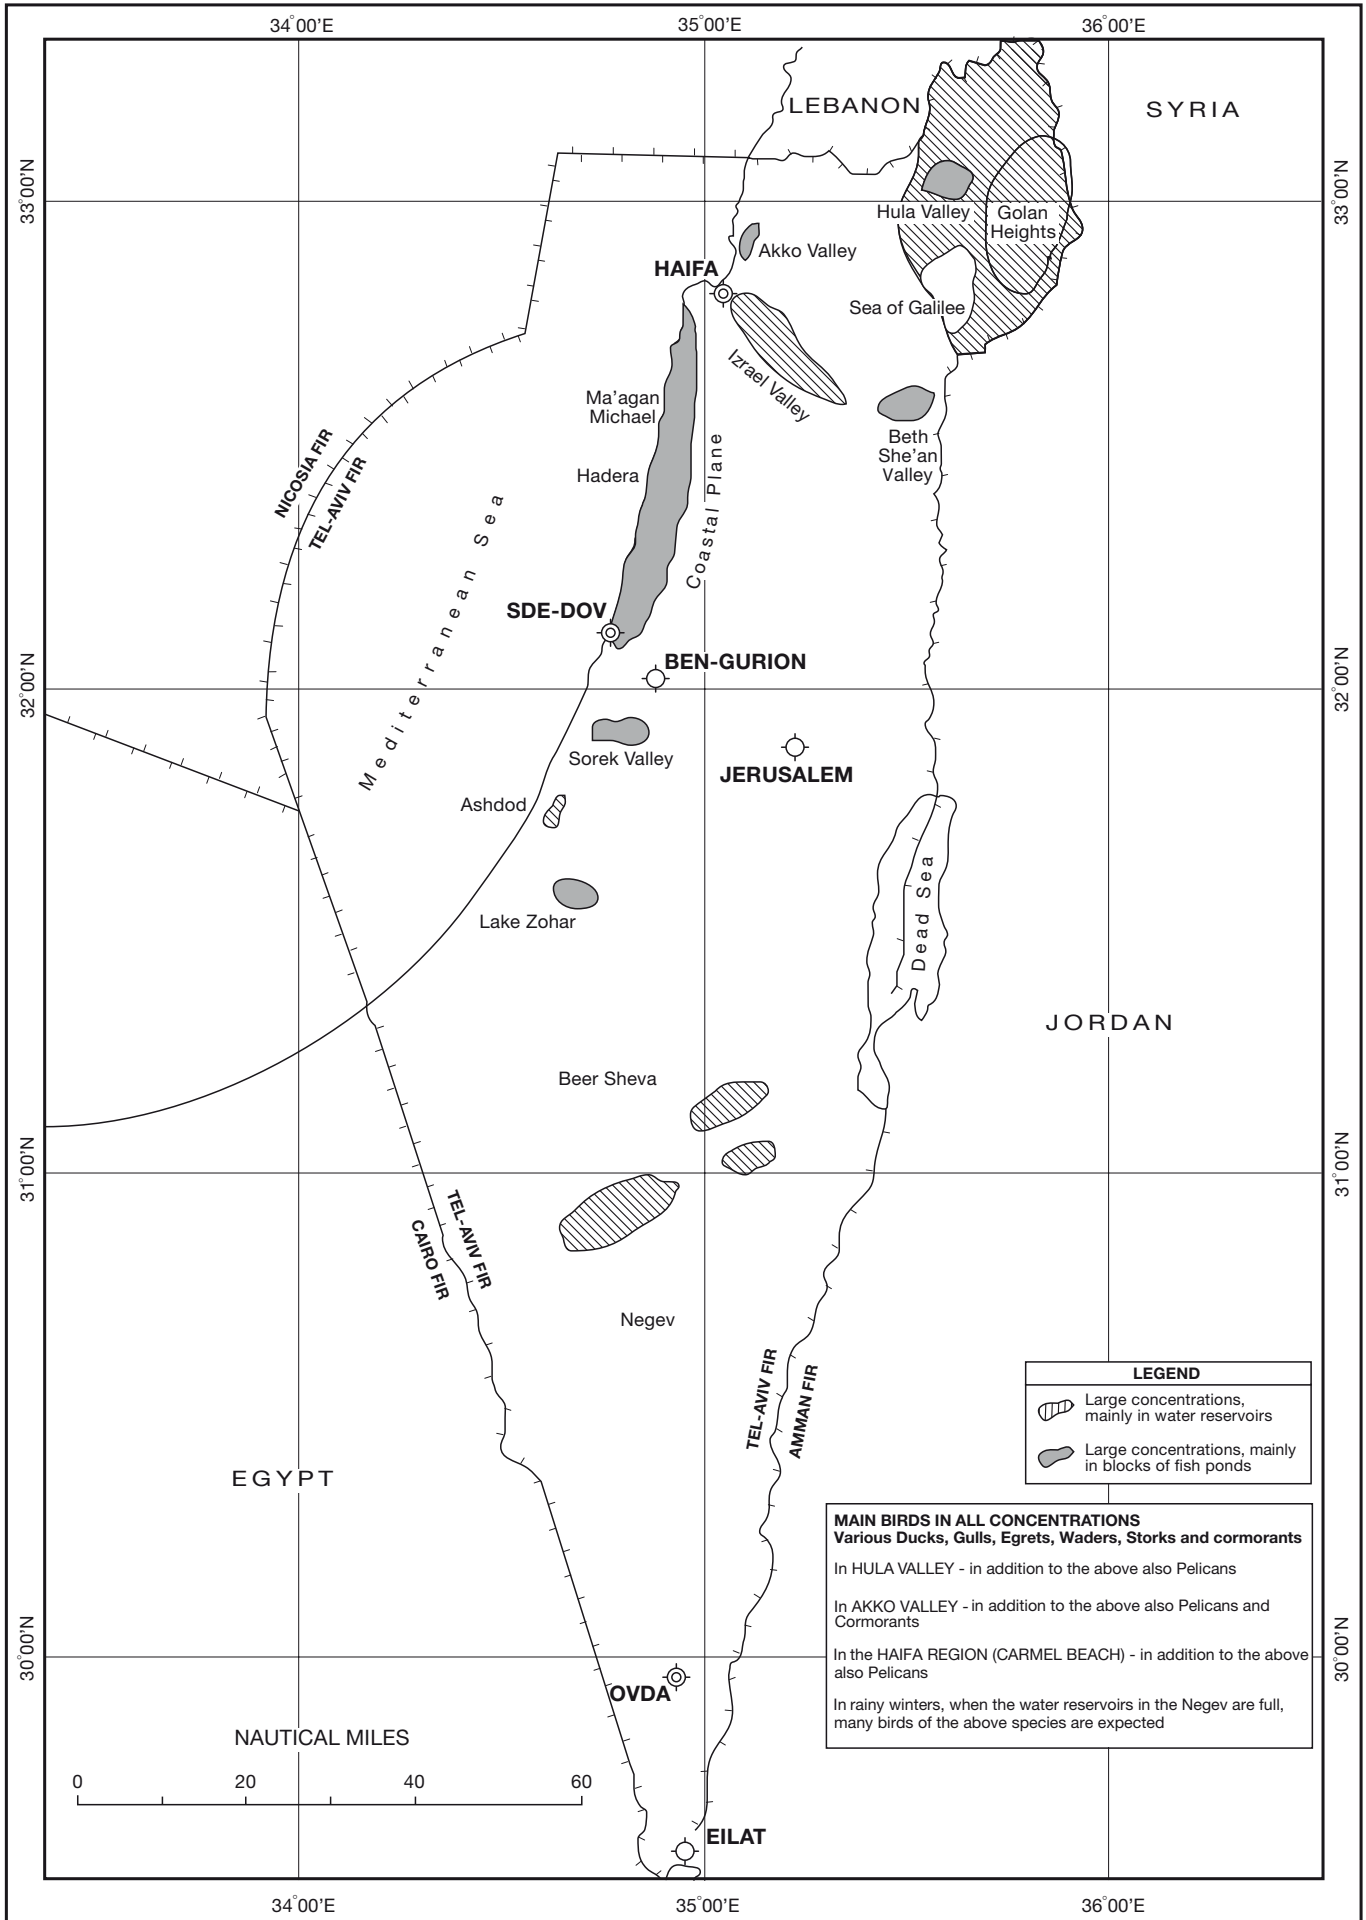 34°00'E
35°00'E
36°00'E
LEBANON
SYRIA
33°00'N
33°00'N
Hula Valley
Golan
Heights
Akko Valley
HAIFA
Sea of Galilee
Izrael Valley
Ma'agan
Michael
Beth
She'an
Valley
Hadera
Coastal Plane
NICOSIA FIR
TEL-AVIV FIR
Mediterranean Sea
SDE-DOV
BEN-GURION
32°00'N
32°00'N
Sorek Valley
JERUSALEM
Ashdod
Dead Sea
Lake Zohar
JORDAN
Beer Sheva
31°00'N
31°00'N
TEL-AVIV FIR
CAIRO FIR
Negev
TEL-AVIV FIR
AMMAN FIR
LEGEND
Large concentrations,
mainly in water reservoirs
Large concentrations, mainly
in blocks of fish ponds
EGYPT
MAIN BIRDS IN ALL CONCENTRATIONS
Various Ducks, Gulls, Egrets, Waders, Storks and cormorants
In HULA VALLEY - in addition to the above also Pelicans
In AKKO VALLEY - in addition to the above also Pelicans and
Cormorants
In the HAIFA REGION (CARMEL BEACH) - in addition to the above
also Pelicans
In rainy winters, when the water reservoirs in the Negev are full,
many birds of the above species are expected
30°00'N
30°00'N
OVDA
NAUTICAL MILES
0 20 40 60
EILAT
34°00'E
35°00'E
36°00'E